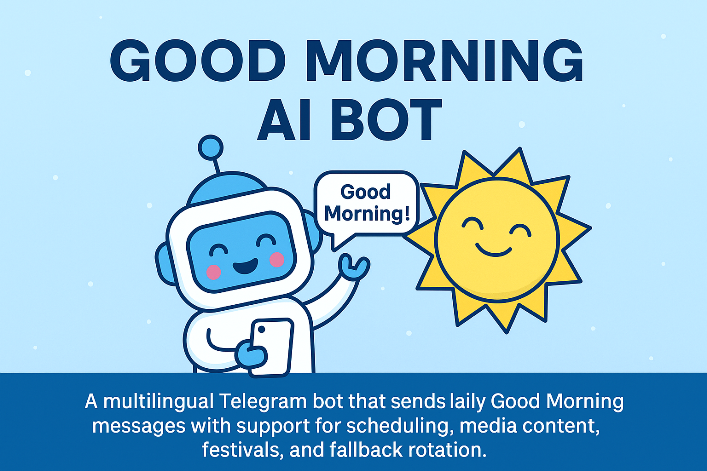 GOOD MORNING
AI BOT
Good
Morning!
A multilingual Telegram bot that sends laily Good Morning
messages with support for scheduling, media content,
festivals, and fallback rotation.